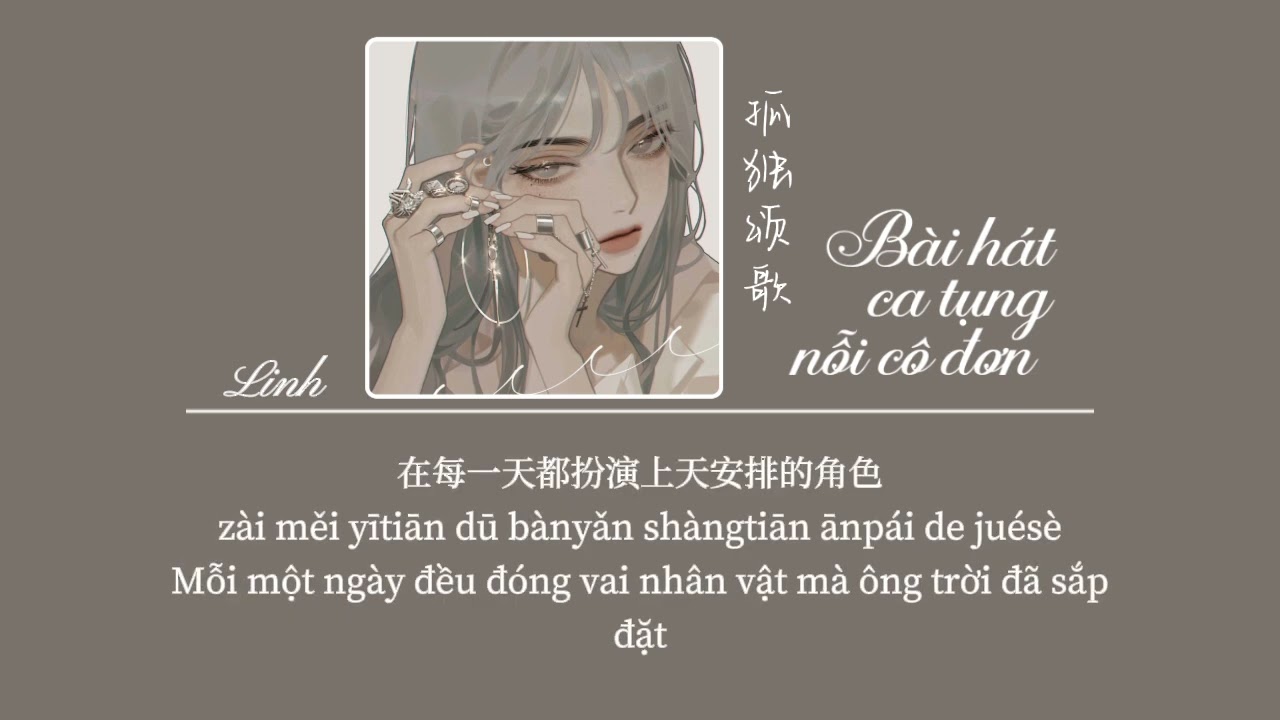 孤独颂歌
Bài hát
ca tụng
nỗi cô đơn
Linh
在每一天都扮演上天安排的角色
zài měi yītiān dū bànyǎn shàngtiān ānpái de juésè
Mỗi một ngày đều đóng vai nhân vật mà ông trời đã sắp
đặt